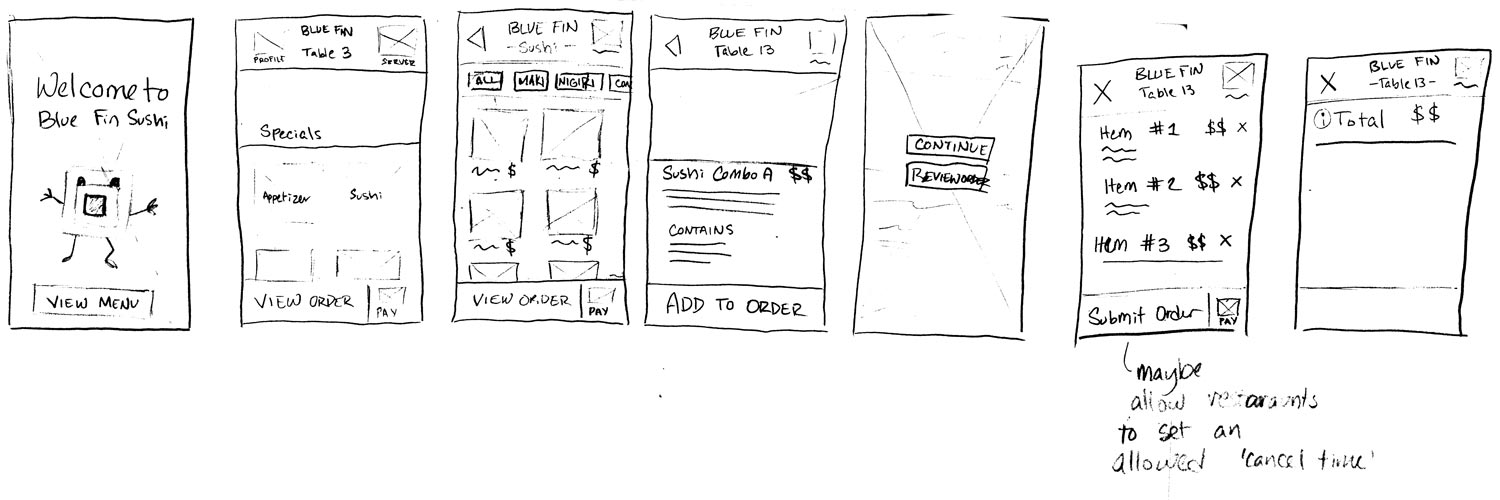 Welcome to
Blue Fin Sushi
VIEW MENU
BLUE FIN
Table 3
PROFILE
SERVER
Specials
Appetizer
Sushi
VIEW ORDER
PAY
BLUE FIN
-Sushi-
ALL
MAKI
NIGIRI
COM
$
$
$
$
VIEW ORDER
PAY
BLUE FIN
Table 13
Sushi Combo A $$
CONTAINS
ADD TO ORDER
CONTINUE
REVIEW ORDER
BLUE FIN
X Table 13
Item #1 $$ x
Item #2 $$ x
Item #3 $$ x
Submit Order
PAY
maybe
allow
to set an
allowed 'cancel time'
BLUE FIN
X -Table 13-
i Total $$